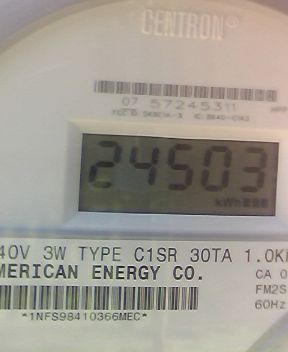 CENTRON®
07 57245311
24503
kWh
40V 3W TYPE C1SR 30TA 1.0K
MERICAN ENERGY CO.
CA 0
FM2S
60Hz
*1NFS98410366MEC*